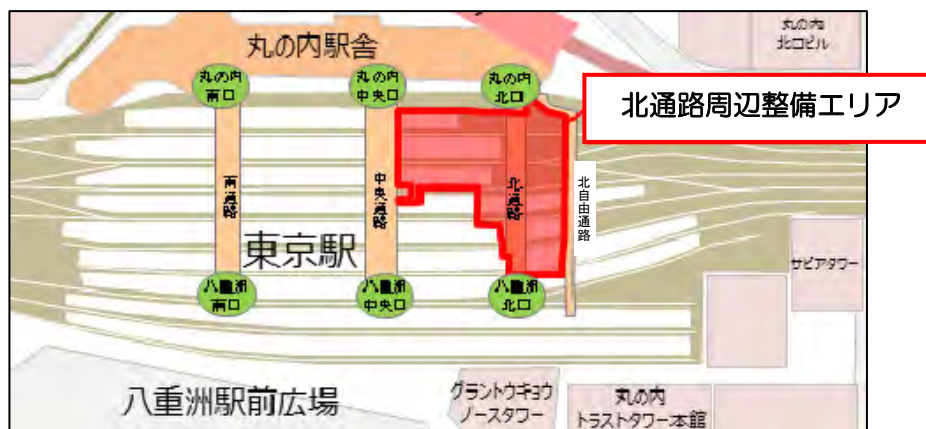 丸の内駅舎
丸の内
北口ビル
丸の内
南口
丸の内
中央口
丸の内
北口
北通路周辺整備エリア
南通路
中央通路
北通路
北自由通路
東京駅
サピアタワー
八重洲
南口
八重洲
中央口
八重洲
北口
八重洲駅前広場
グラントウキョウ
ノースタワー
丸の内
トラストタワー本館